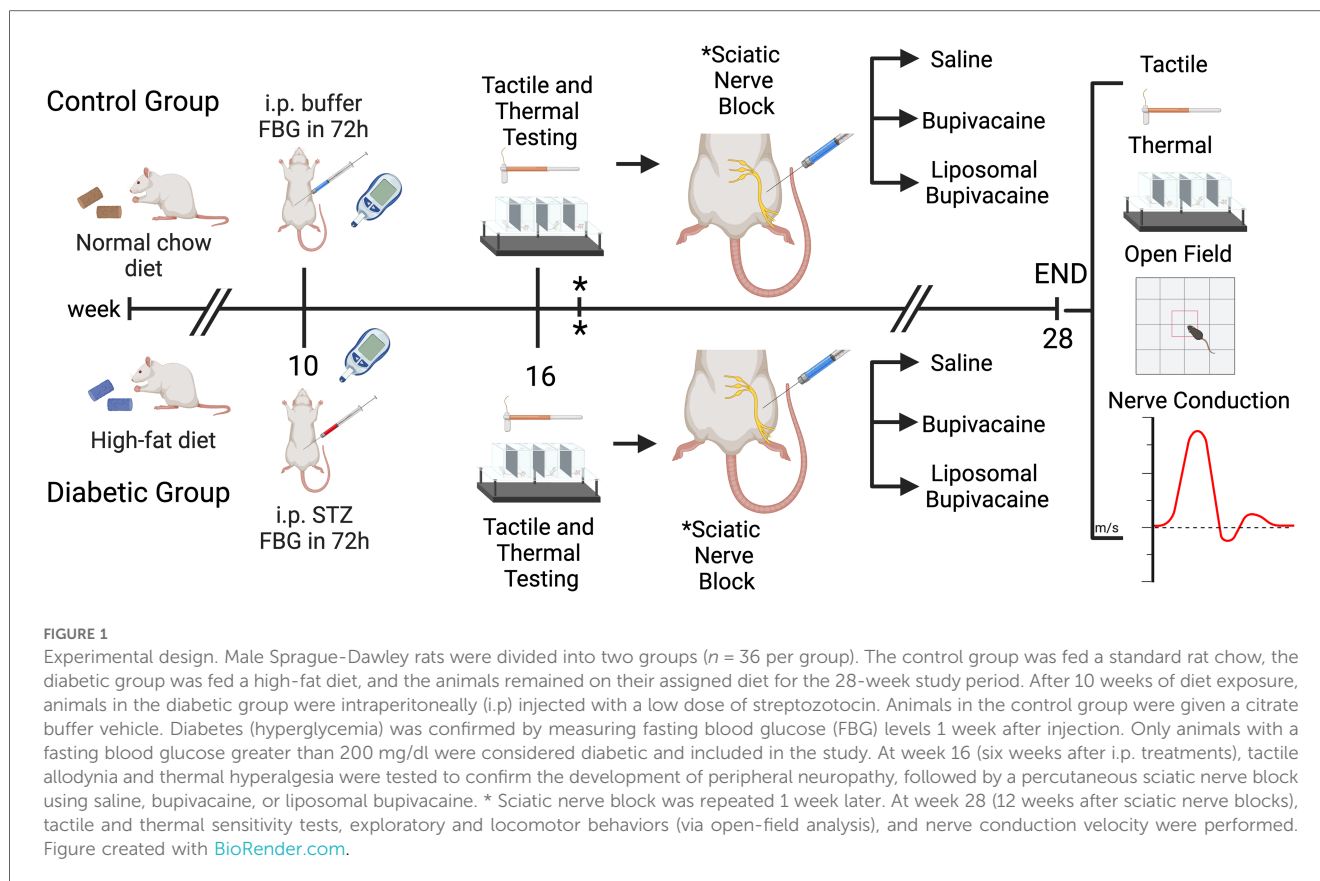 Control Group
i.p. buffer
FBG in 72h
Tactile and
Thermal
Testing
*Sciatic
Nerve
Block
Saline
Bupivacaine
Liposomal
Bupivacaine
Normal chow
diet
week
10
16
*
*
END
28
High-fat diet
Diabetic Group
i.p. STZ
FBG in 72h
Tactile and
Thermal
Testing
*Sciatic
Nerve
Block
Saline
Bupivacaine
Liposomal
Bupivacaine
Tactile
Thermal
Open Field
Nerve Conduction
m/s
FIGURE 1
Experimental design. Male Sprague-Dawley rats were divided into two groups (n = 36 per group). The control group was fed a standard rat chow, the
diabetic group was fed a high-fat diet, and the animals remained on their assigned diet for the 28-week study period. After 10 weeks of diet exposure,
animals in the diabetic group were intraperitoneally (i.p) injected with a low dose of streptozotocin. Animals in the control group were given a citrate
buffer vehicle. Diabetes (hyperglycemia) was confirmed by measuring fasting blood glucose (FBG) levels 1 week after injection. Only animals with a
fasting blood glucose greater than 200 mg/dl were considered diabetic and included in the study. At week 16 (six weeks after i.p. treatments), tactile
allodynia and thermal hyperalgesia were tested to confirm the development of peripheral neuropathy, followed by a percutaneous sciatic nerve block
using saline, bupivacaine, or liposomal bupivacaine. * Sciatic nerve block was repeated 1 week later. At week 28 (12 weeks after sciatic nerve blocks),
tactile and thermal sensitivity tests, exploratory and locomotor behaviors (via open-field analysis), and nerve conduction velocity were performed.
Figure created with BioRender.com.